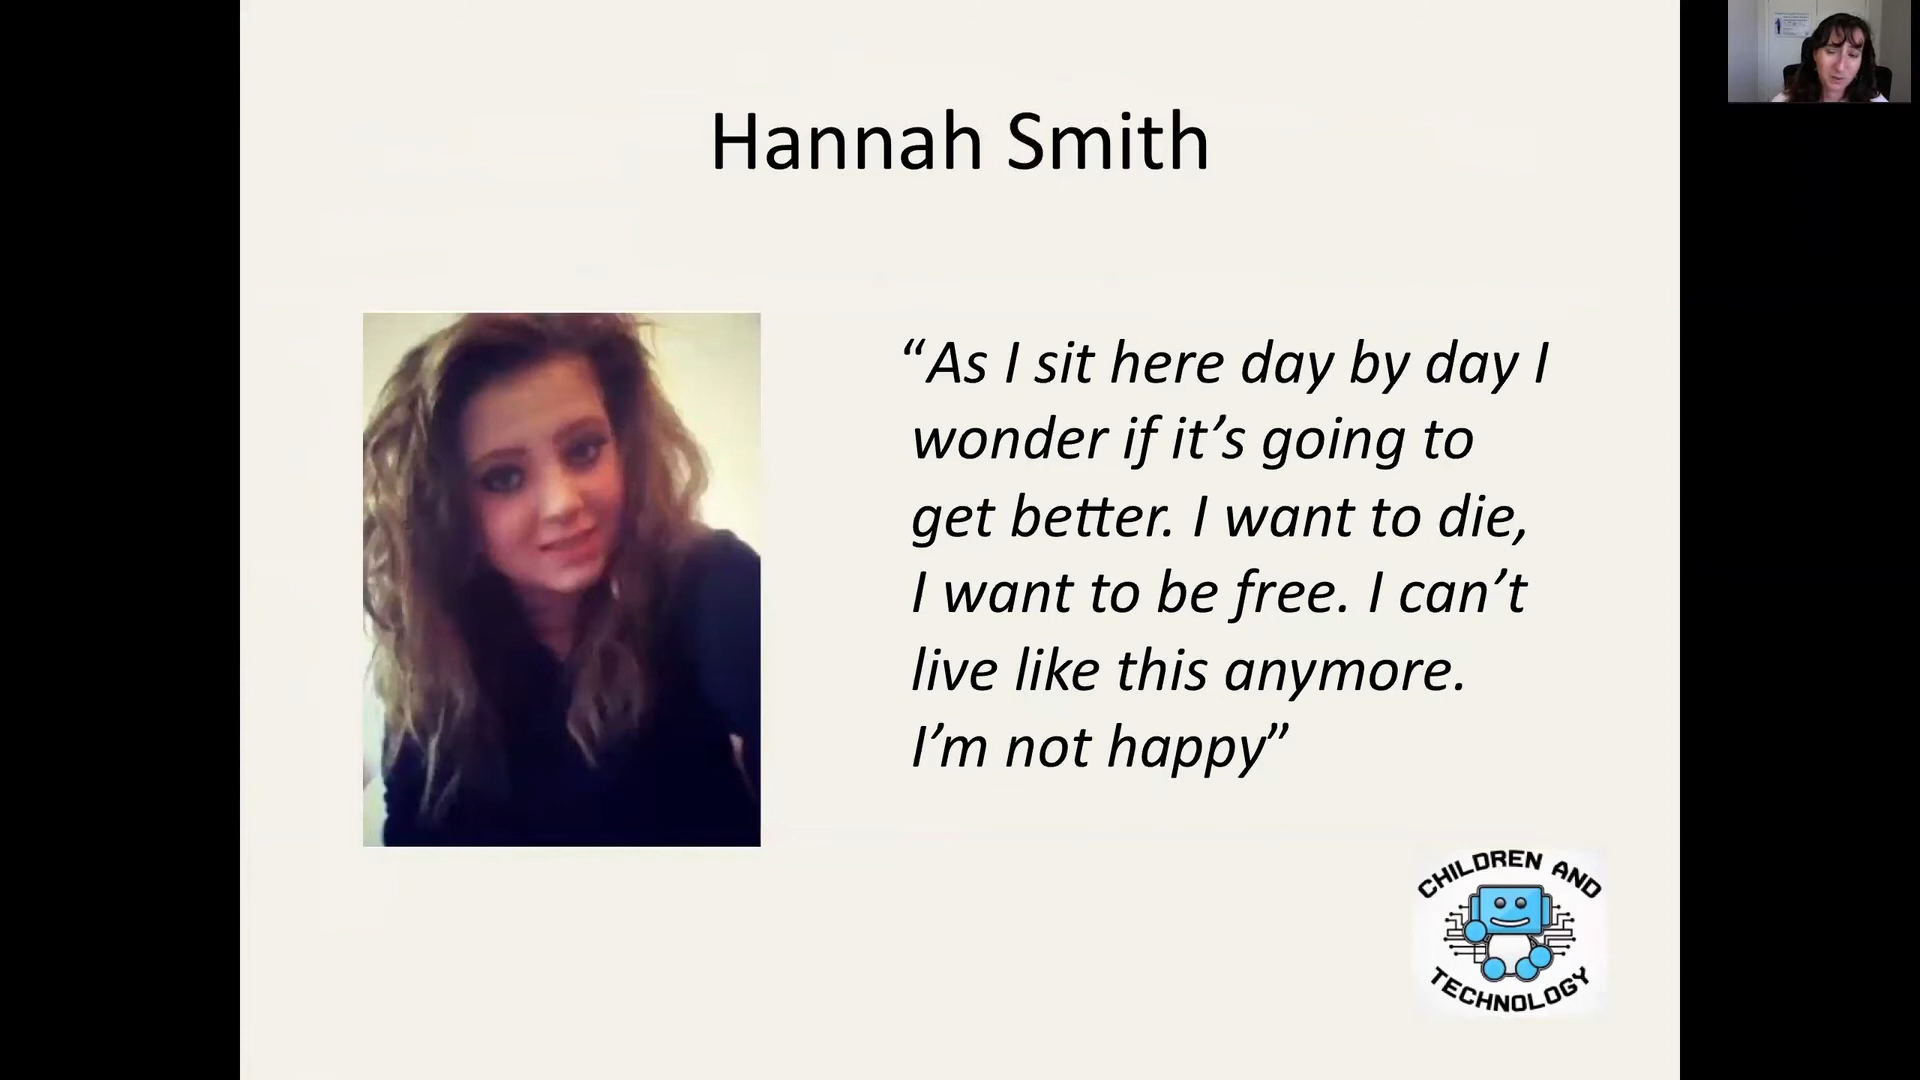 Hannah Smith
“As I sit here day by day I
wonder if it’s going to
get better. I want to die,
I want to be free. I can’t
live like this anymore.
I’m not happy”
CHILDREN AND
TECHNOLOGY